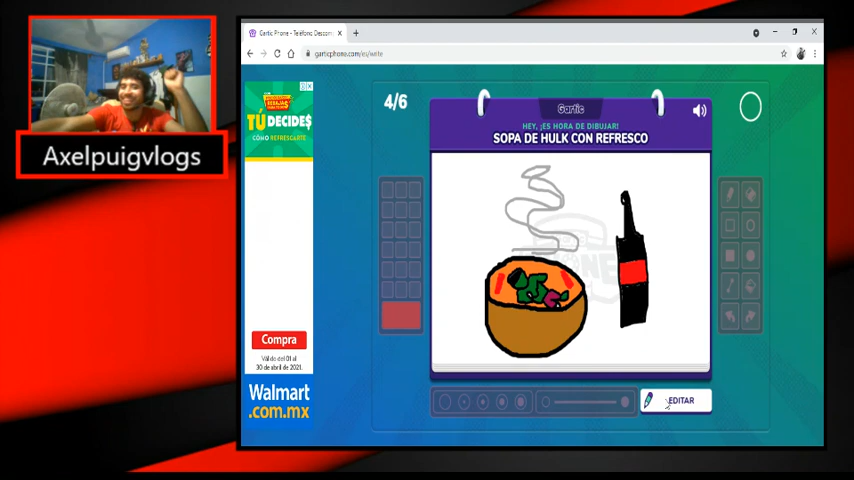 Gartic Phone - Teléfono Descom
garticphone.com/es/write
Axelpuigvlogs
TÚ DECIDES
CÓMO REFRESCARTE
Compra
Válido del 01 al
30 de abril de 2021.
Walmart
.com.mx
4/6
Gartic
HEY, ¡ES HORA DE DIBUJAR!
SOPA DE HULK CON REFRESCO
EDITAR